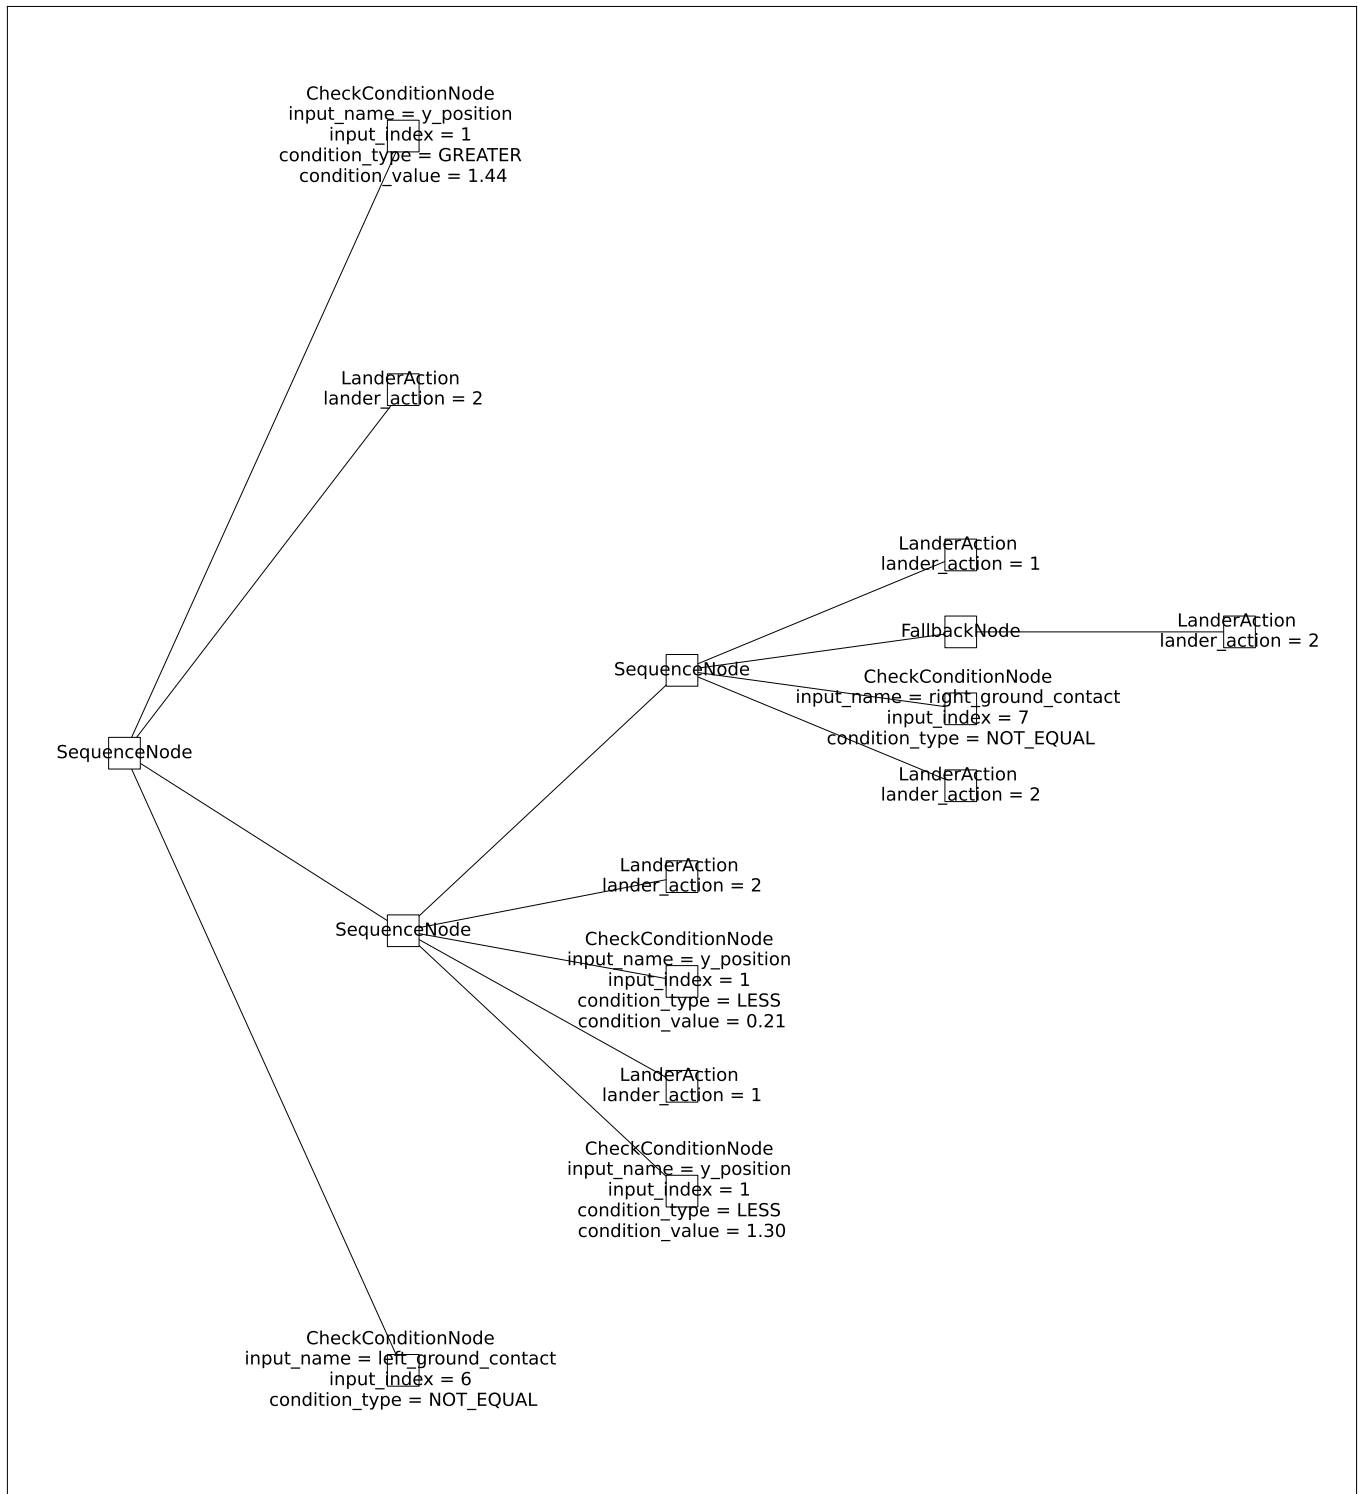 CheckConditionNode
input_name = y_position
input_index = 1
condition_type = GREATER
condition_value = 1.44
LanderAction
lander_action = 2
LanderAction
lander_action = 1
FallbackNode
LanderAction
lander_action = 2
SequenceNode
CheckConditionNode
input_name = right_ground_contact
input_index = 7
condition_type = NOT_EQUAL
SequenceNode
LanderAction
lander_action = 2
LanderAction
lander_action = 2
SequenceNode
CheckConditionNode
input_name = y_position
input_index = 1
condition_type = LESS
condition_value = 0.21
LanderAction
lander_action = 1
CheckConditionNode
input_name = y_position
input_index = 1
condition_type = LESS
condition_value = 1.30
CheckConditionNode
input_name = left_ground_contact
input_index = 6
condition_type = NOT_EQUAL